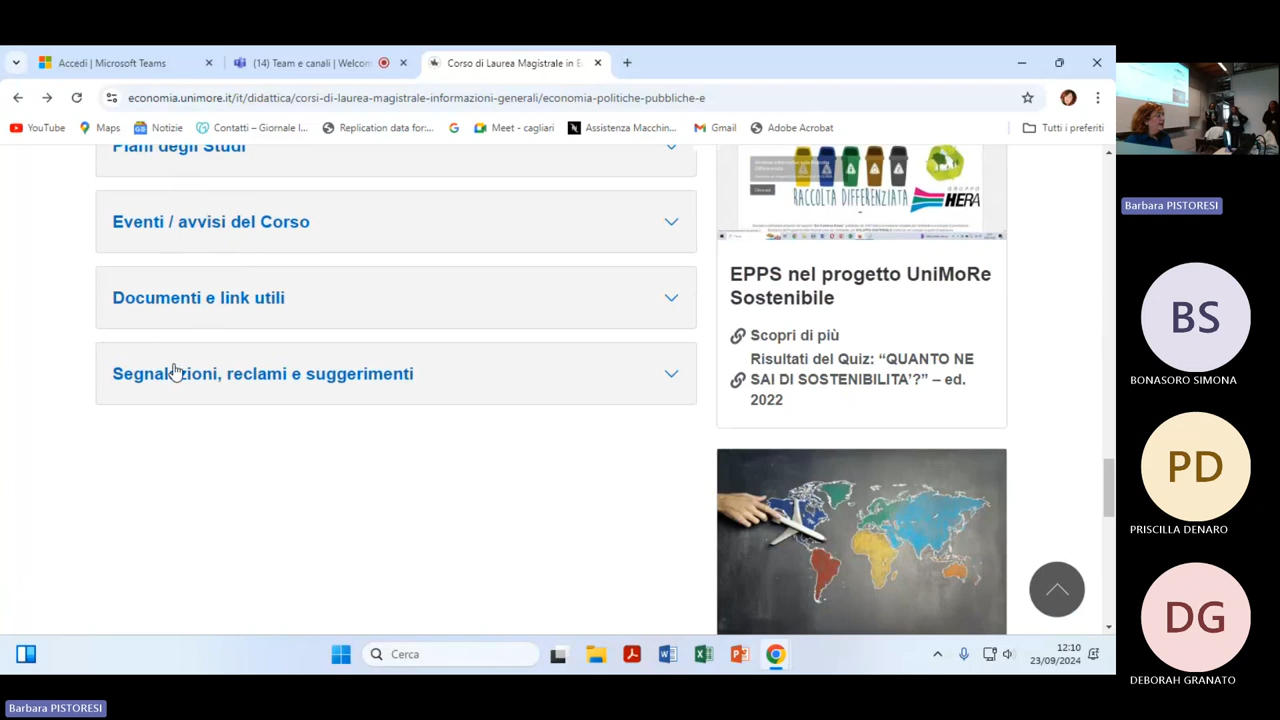 Accedi | Microsoft Teams
(14) Team e canali | Welcom
Corso di Laurea Magistrale in E
economia.unimore.it/it/didattica/corsi-di-laurea-magistrale-informazioni-generali/economia-politiche-pubbliche-e
YouTube
Maps
Notizie
Contatti – Giornale I...
Replication data for:...
Meet - cagliari
Assistenza Macchin...
Gmail
Adobe Acrobat
Tutti i preferiti
Piani degli Studi
Eventi / avvisi del Corso
Documenti e link utili
Segnalazioni, reclami e suggerimenti
RACCOLTA DIFFERENZIATA
GRUPPO
HERA
EPPS nel progetto UniMoRe
Sostenibile
Scopri di più
Risultati del Quiz: “QUANTO NE
SAI DI SOSTENIBILITA’?” – ed.
2022
Cerca
12:10
23/09/2024
Barbara PISTORESI
BS
BONASORO SIMONA
PD
PRISCILLA DENARO
DG
DEBORAH GRANATO
Barbara PISTORESI